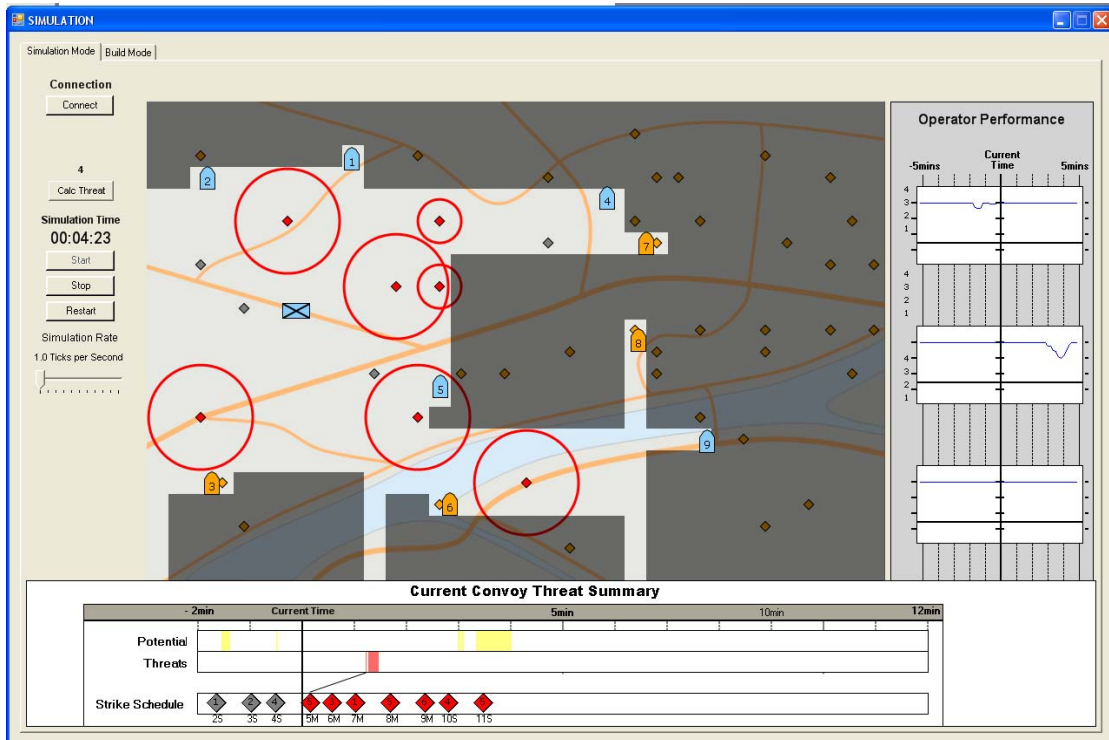 SIMULATION
Simulation Mode Build Mode
Connection
Connect
4
Calc Threat
Simulation Time
00:04:23
Start
Stop
Restart
Simulation Rate
1.0 Ticks per Second
1
2
4
7
8
5
9
3
6
Operator Performance
Current
-5mins Time 5mins
4
3
2
1
4
3
2
1
4
3
2
1
Current Convoy Threat Summary
- 2min Current Time 5min 10min 12min
Potential
Threats
Strike Schedule 1 2 4 3 1 4
2S 3S 4S 5M 6M 7M 8M 9M 10S 11S